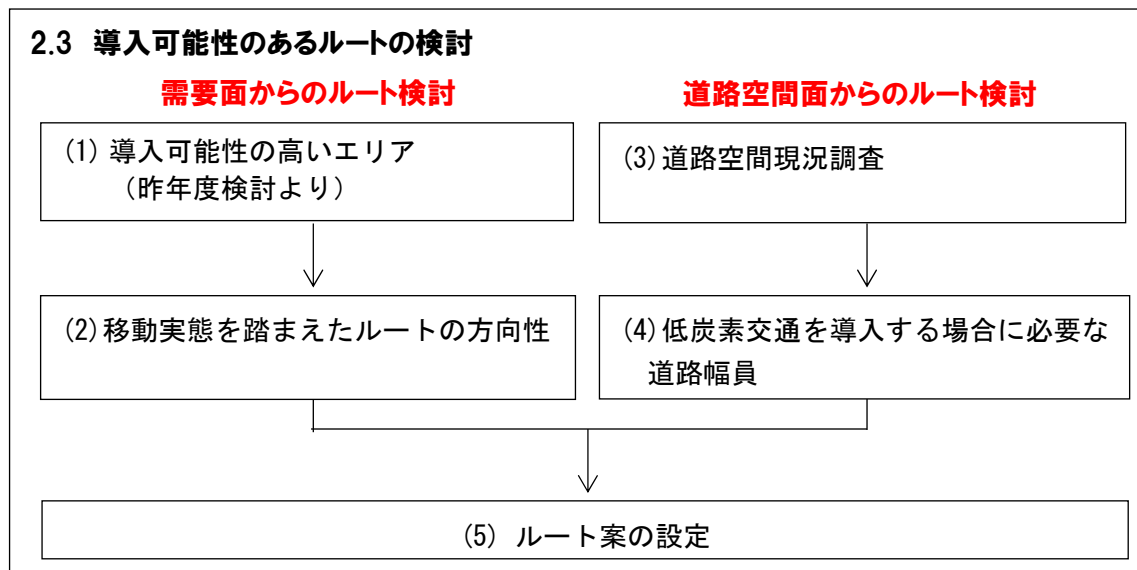 2.3 導入可能性のあるルートの検討
需要面からのルート検討
道路空間面からのルート検討
(1) 導入可能性の高いエリア
（昨年度検討より）
(3)道路空間現況調査
(2)移動実態を踏まえたルートの方向性
(4)低炭素交通を導入する場合に必要な
道路幅員
(5) ルート案の設定